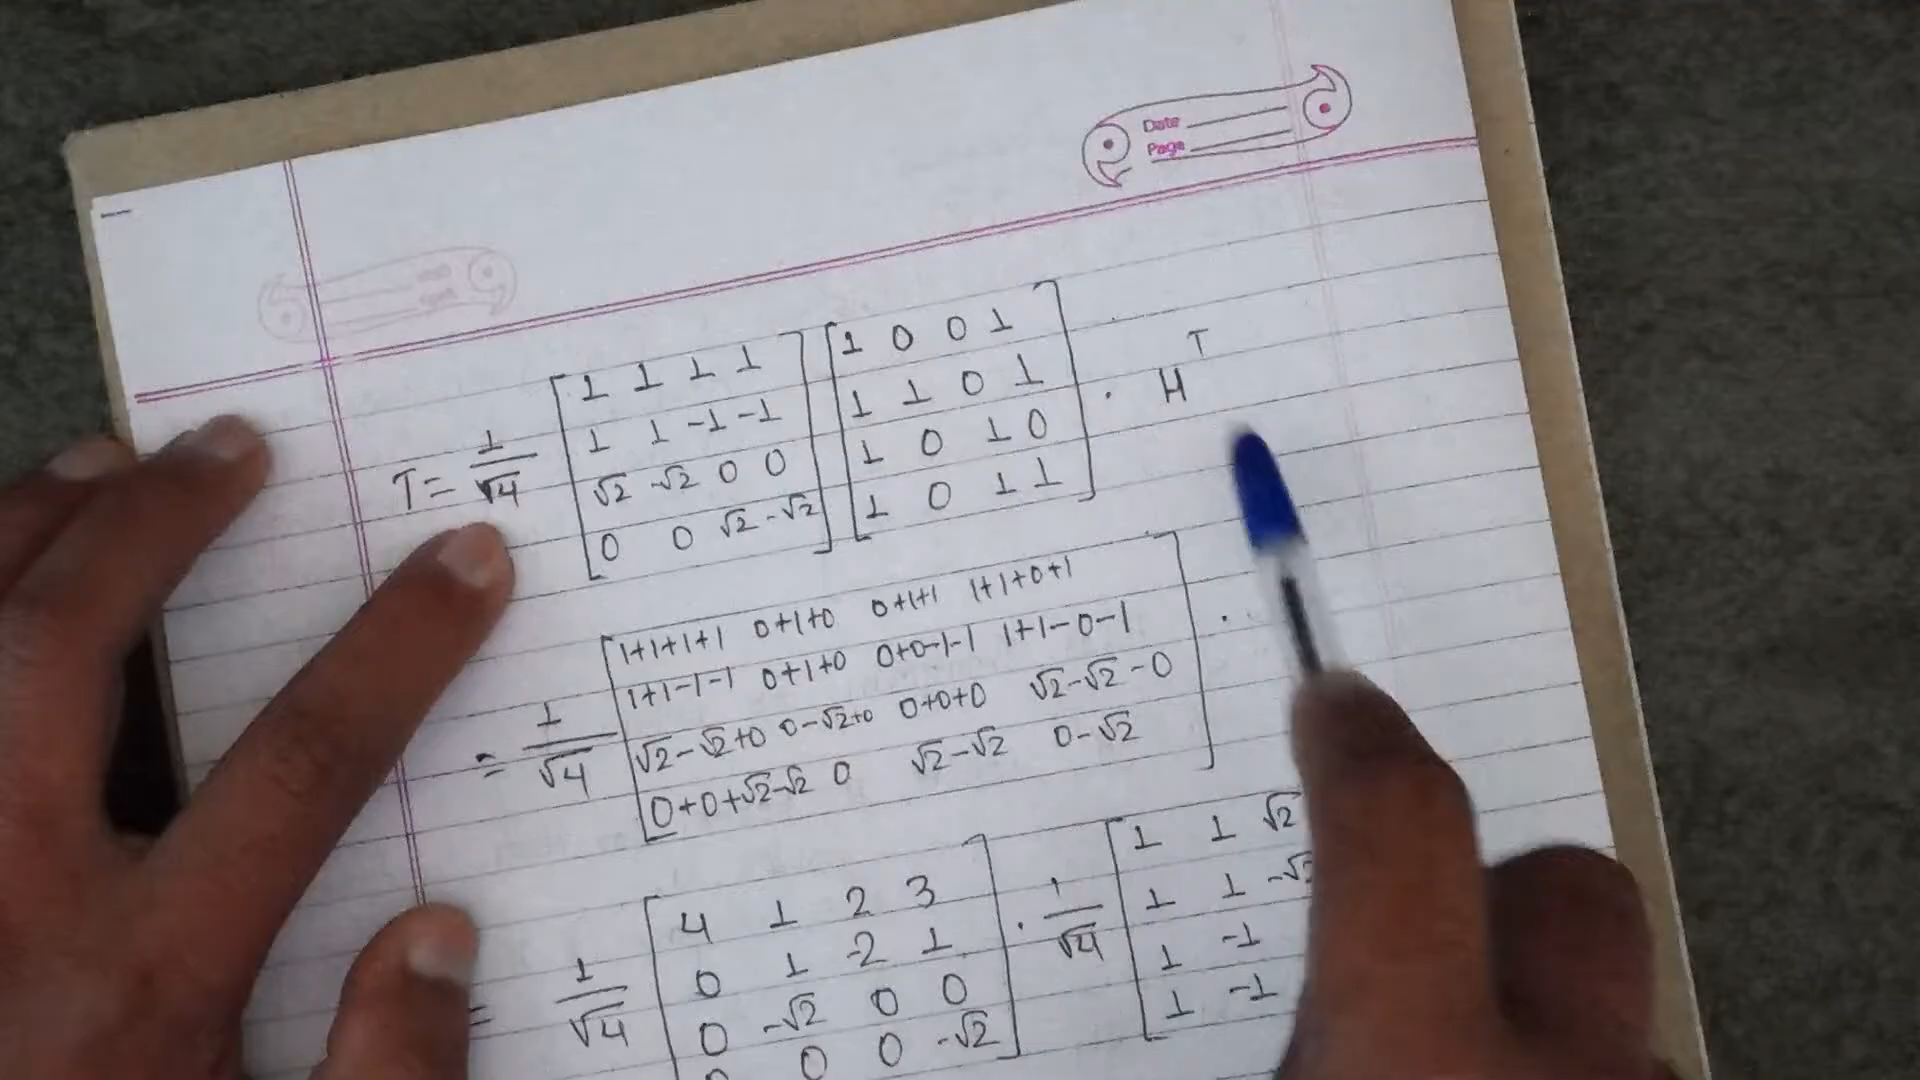 Date
Page
1 1 1 1   1 0 0 1
1 1 -1 -1   1 1 0 1   T
T = 1/√4   √2 -√2 0 0   1 0 1 0   . H
0 0 √2 -√2   1 0 1 1
1+1+1+1 0+1+0 0+1+1 1+1+0+1
1+1-1-1 0+1+0 0+0-1-1 1+1-0-1
= 1/√4   √2-√2+0 0-√2+0 0+0+0 √2-√2-0   .
0+0+√2-√2 0 √2-√2 0-√2
4 1 2 3   1 1 √2
0 1 -2 1   . 1/√4   1 1 -√2
= 1/√4   0 -√2 0 0   1 -1
0 0 0 -√2   1 -1